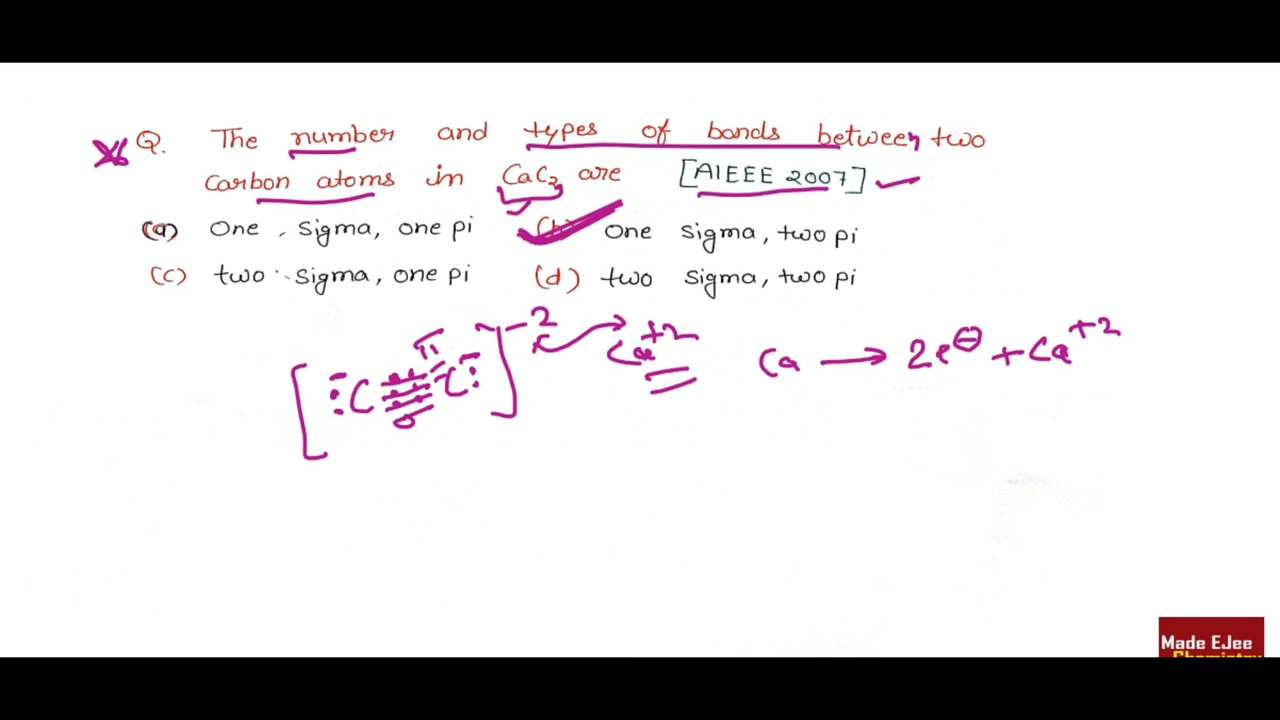 Q. The number and types of bonds between two
Carbon atoms in CaC2 are [AIEEE 2007]
(a) One, sigma, one pi (b) One sigma, two pi
(c) two sigma, one pi (d) two sigma, two pi
π
[:C≡C:]-2 Ca+2 Ca → 2e⊖ + Ca+2
Made EJee
Chemistry